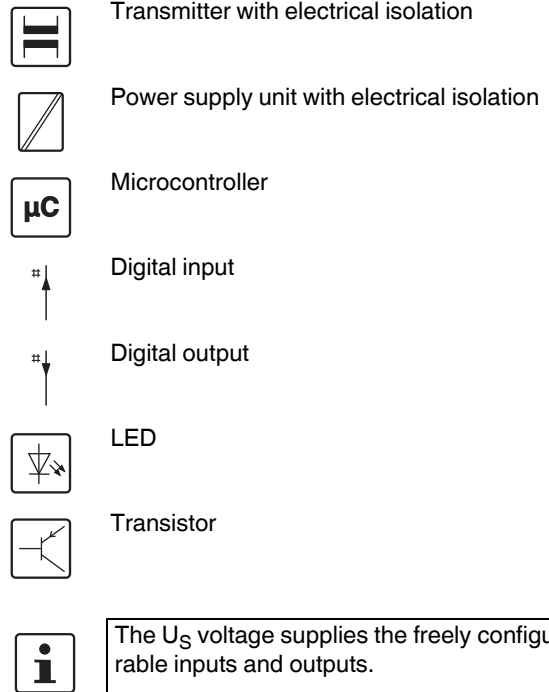 Transmitter with electrical isolation
Power supply unit with electrical isolation
µC
Microcontroller
#
Digital input
#
Digital output
LED
Transistor
i
The US voltage supplies the freely configu
rable inputs and outputs.